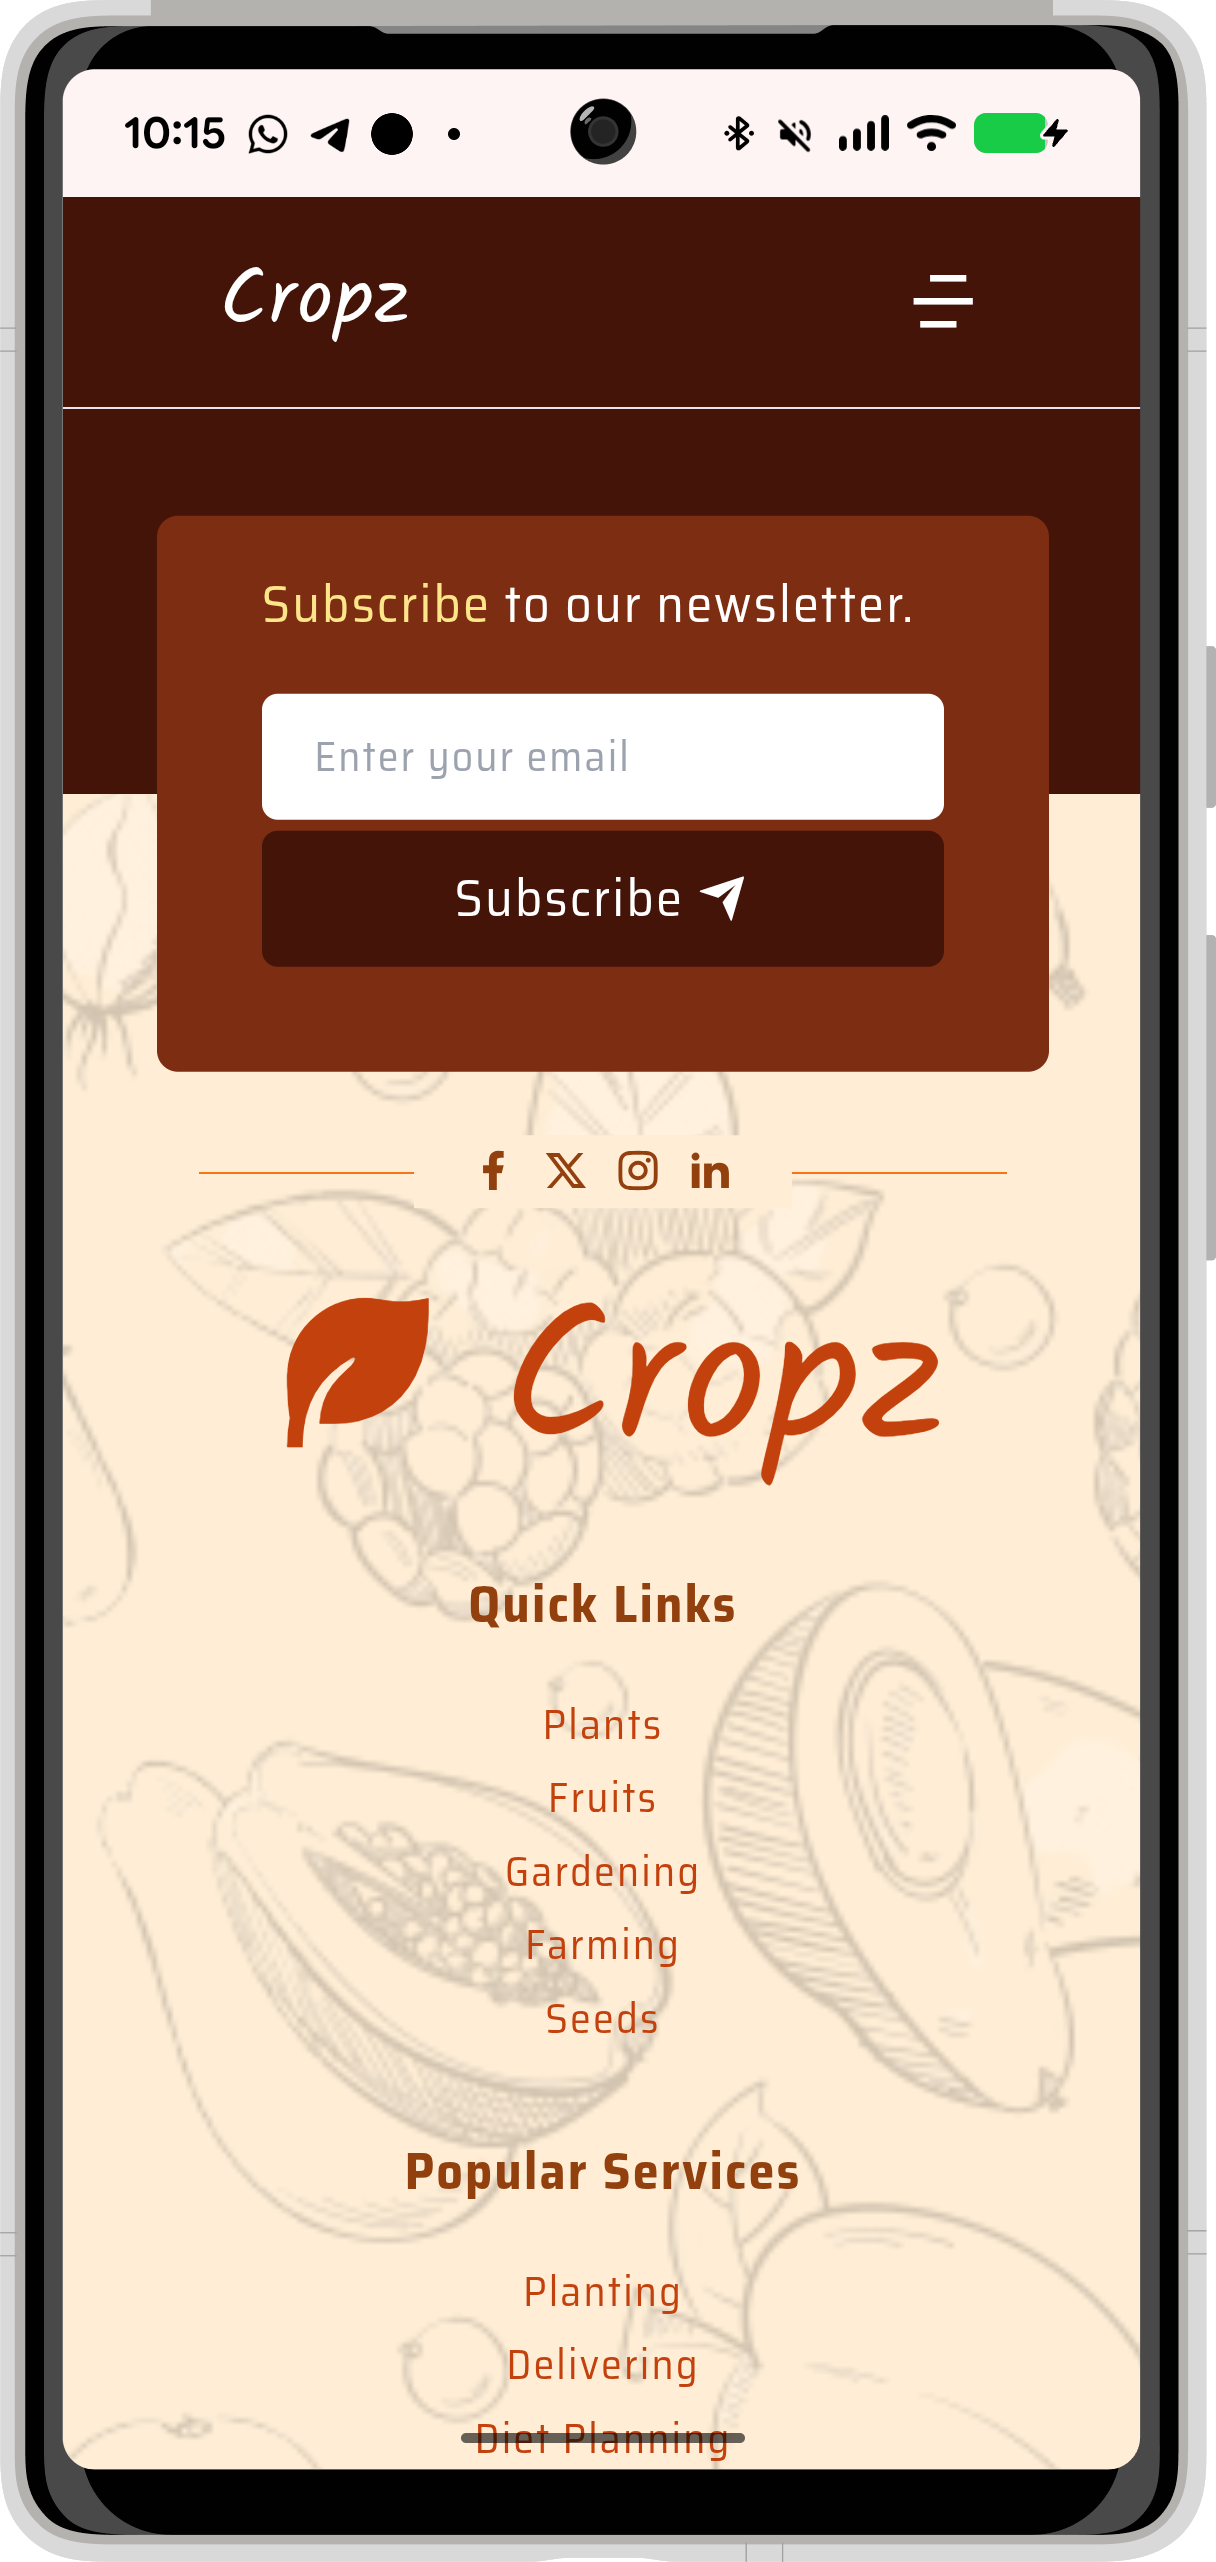 10:15
Cropz
Subscribe to our newsletter.
Enter your email
Subscribe
Cropz
Quick Links
Plants
Fruits
Gardening
Farming
Seeds
Popular Services
Planting
Delivering
Diet Planning